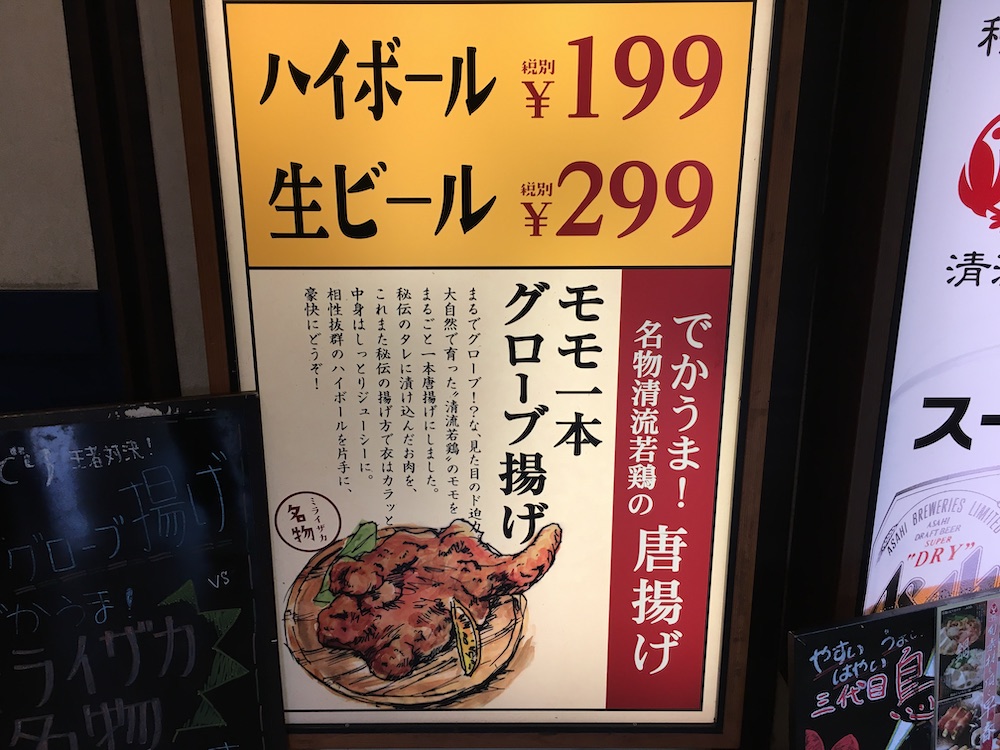 ハイボール 税別 ¥199
生ビール 税別 ¥299
でかうま!
名物清流若鶏の
唐揚げ
モモ一本
グローブ揚げ
まるでグローブ!?な、見た目のド迫力
大自然で育った〝清流若鶏〟のモモを
まるごと一本唐揚げにしました。
秘伝のタレに漬け込んだお肉を、
これまた秘伝の揚げ方で衣はカラッと
中身はしっとりジューシーに。
相性抜群のハイボールを片手に、
豪快にどうぞ!
ミライザカ
名物
王者対決!
グローブ揚げ
vs
かうま!
ライザカ
名物
清
スー
ASAHI BREWERIES LIMITED
ASAHI
DRAFT BEER
SUPER
"DRY"
やすい
うまい
はやい
三代目
鳥